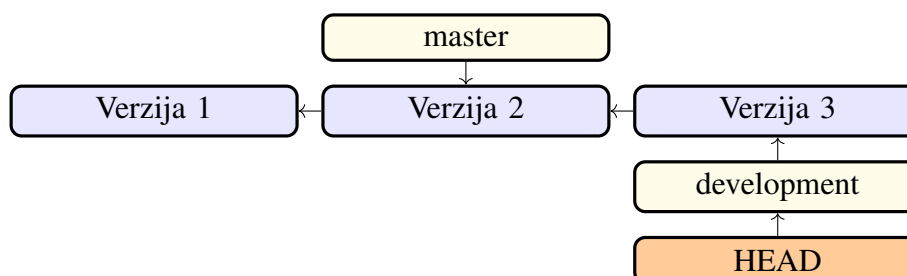 master
Verzija 1
Verzija 2
Verzija 3
development
HEAD